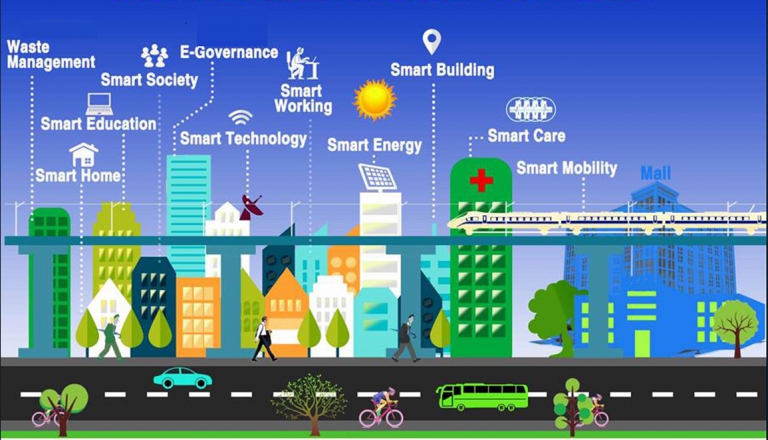 Waste
Management
E-Governance
Smart Society
Smart
Working
Smart Building
Smart Education
Smart Technology
Smart Energy
Smart Care
Smart Home
Smart Mobility
Mall